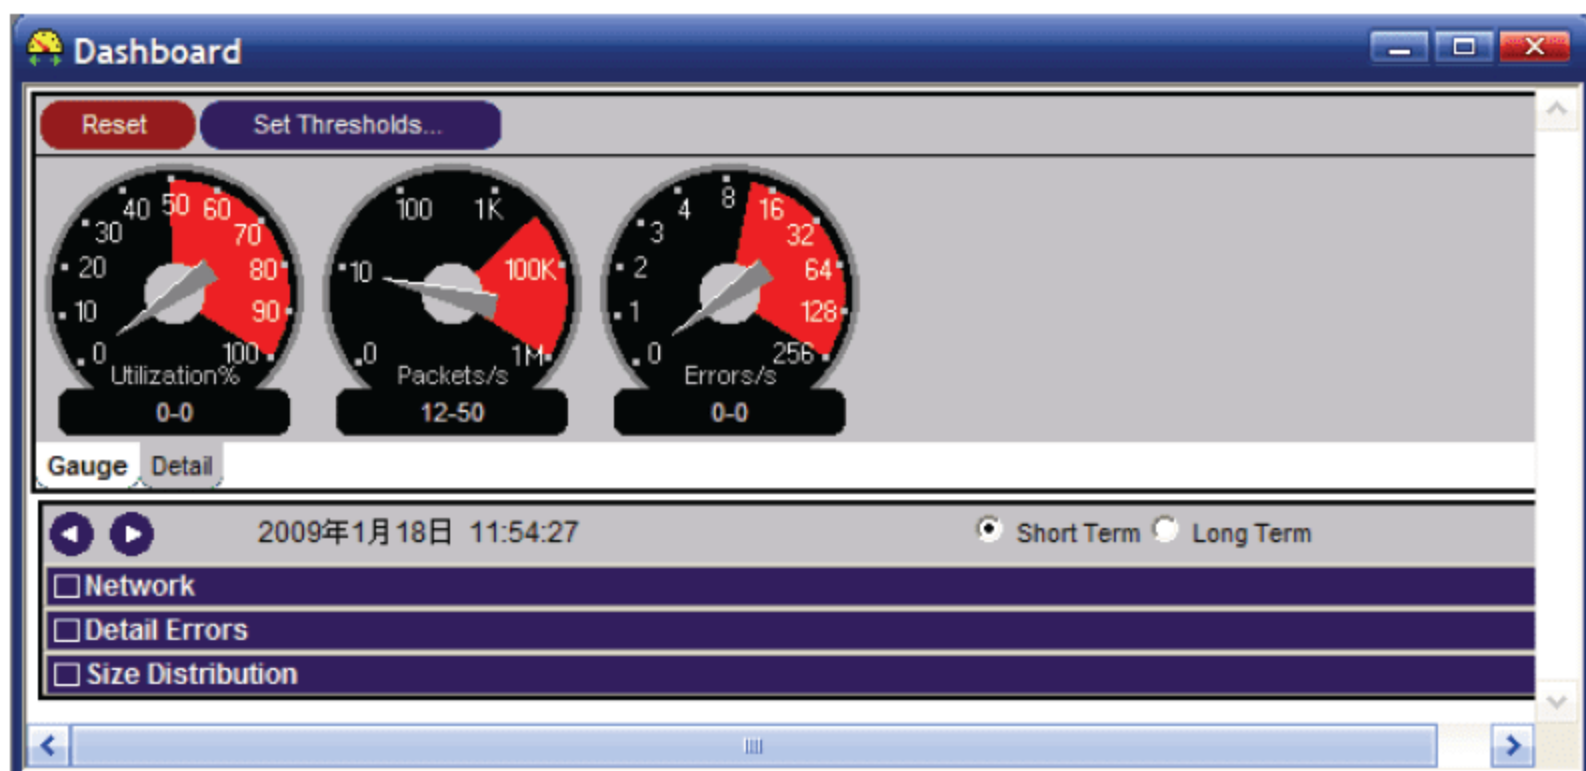 Dashboard
Reset Set Thresholds...
0 10 20 30 40 50 60 70 80 90 100
Utilization%
0-0
0 10 100 1K 100K 1M
Packets/s
12-50
0 1 2 3 4 8 16 32 64 128 256
Errors/s
0-0
Gauge Detail
2009年1月18日 11:54:27 Short Term Long Term
Network
Detail Errors
Size Distribution